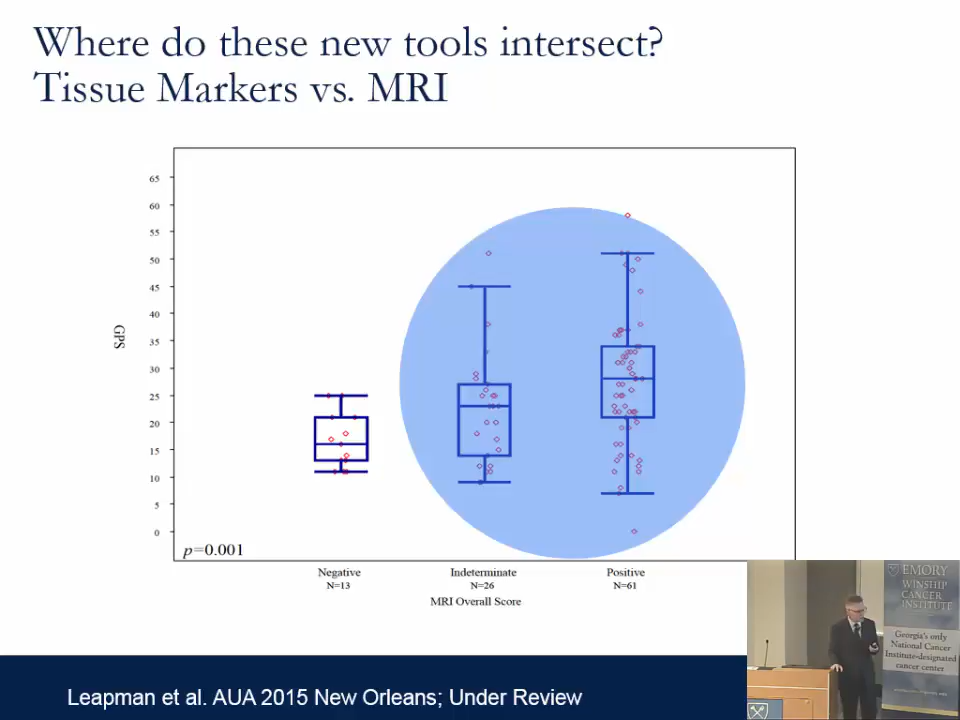 Where do these new tools intersect?
Tissue Markers vs. MRI
65
60
55
50
45
40
35
30
25
20
15
10
5
0
GPS
p=0.001
Negative
N=13
Indeterminate
N=26
Positive
N=61
MRI Overall Score
Leapman et al. AUA 2015 New Orleans; Under Review
EMORY
WINSHIP
CANCER
INSTITUTE
Georgia's only
National Cancer
Institute-designated
cancer center